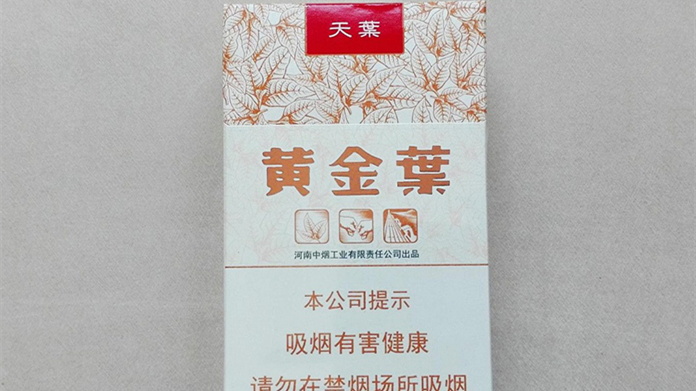 天葉
黄金葉
河南中烟工业有限责任公司出品
本公司提示
吸烟有害健康
请勿在禁烟场所吸烟